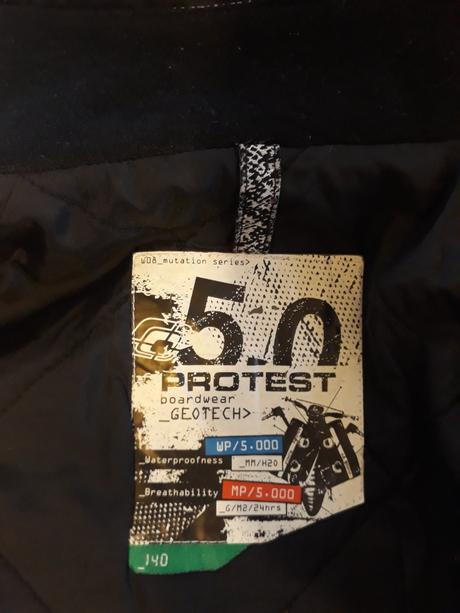 W08_mutation series>
5.0
PROTEST
boardwear
_GEOTECH>
WP/5.000
_Waterproofness _MM/H2O
_Breathability MP/5.000
_G/M2/24hrs
_140